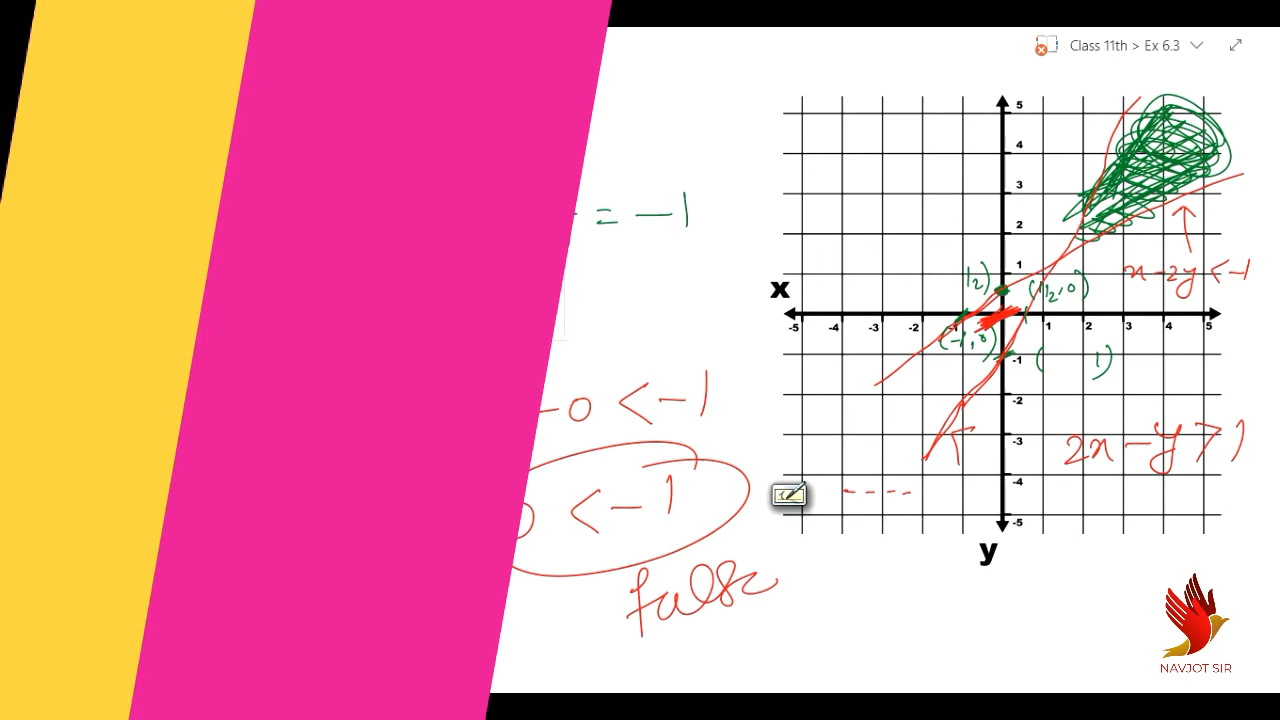 Class 11th > Ex 6.3
= -1
-0 < -1
0 < -1
false
5
4
3
2
1
1/2)
(1/2, 0)
x - 2y < -1
x
-5 -4 -3 -2 1 2 3 4 5
(-1, 0)
-1
( 1)
-2
-3
2x - y > 1
-4
-5
y
NAVJOT SIR